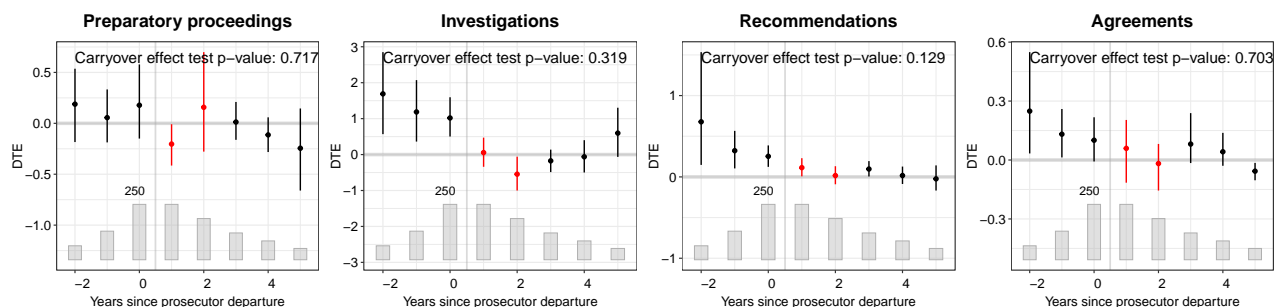 Preparatory proceedings
Carryover effect test p−value: 0.717
DTE
0.5
0.0
−0.5
−1.0
250
−2
0
2
4
Years since prosecutor departure
Investigations
Carryover effect test p−value: 0.319
DTE
3
2
1
0
−1
−2
−3
250
−2
0
2
4
Years since prosecutor departure
Recommendations
Carryover effect test p−value: 0.129
DTE
1
0
−1
250
−2
0
2
4
Years since prosecutor departure
Agreements
Carryover effect test p−value: 0.703
DTE
0.6
0.3
0.0
−0.3
250
−2
0
2
4
Years since prosecutor departure